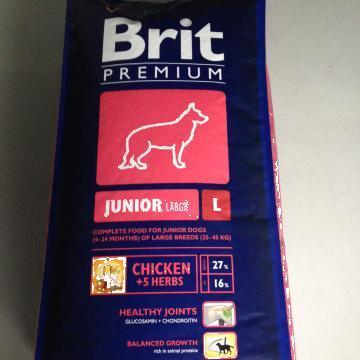 Brit
PREMIUM
JUNIOR LARGE L
COMPLETE FOOD FOR JUNIOR DOGS
(4-24 MONTHS) OF LARGE BREEDS (25-45 KG)
CHICKEN 27%
+5 HERBS 16%
HEALTHY JOINTS
GLUCOSAMIN + CHONDROITIN
BALANCED GROWTH
rich in animal proteins